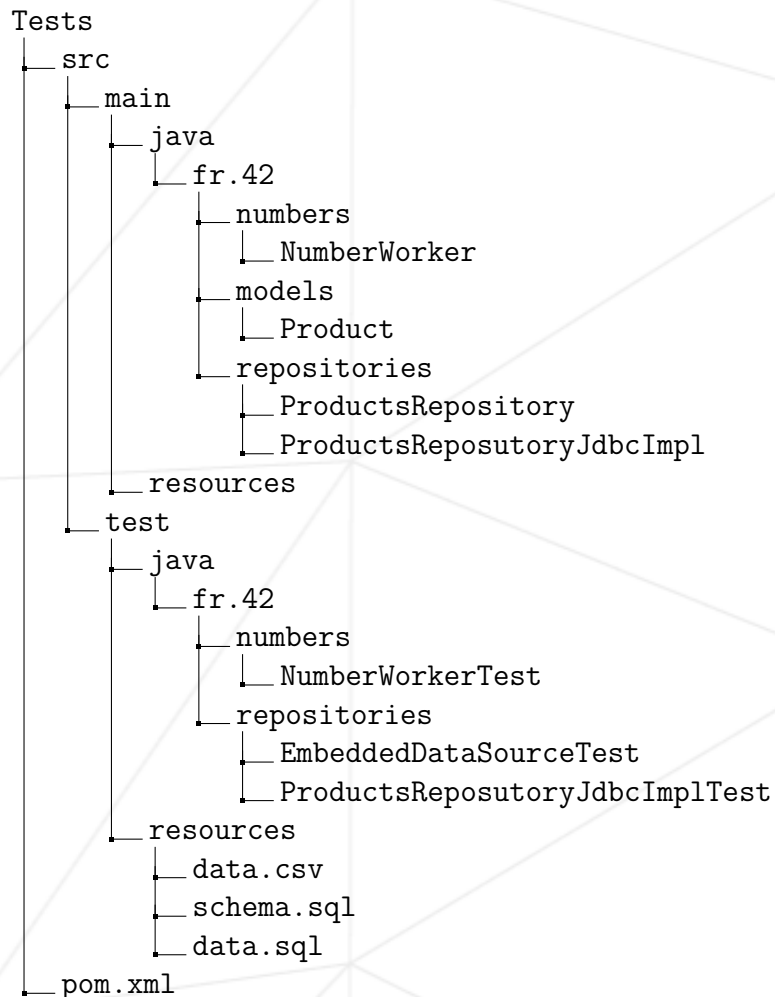 Tests
src
main
java
fr.42
numbers
NumberWorker
models
Product
repositories
ProductsRepository
ProductsReposutoryJdbcImpl
resources
test
java
fr.42
numbers
NumberWorkerTest
repositories
EmbeddedDataSourceTest
ProductsReposutoryJdbcImplTest
resources
data.csv
schema.sql
data.sql
pom.xml